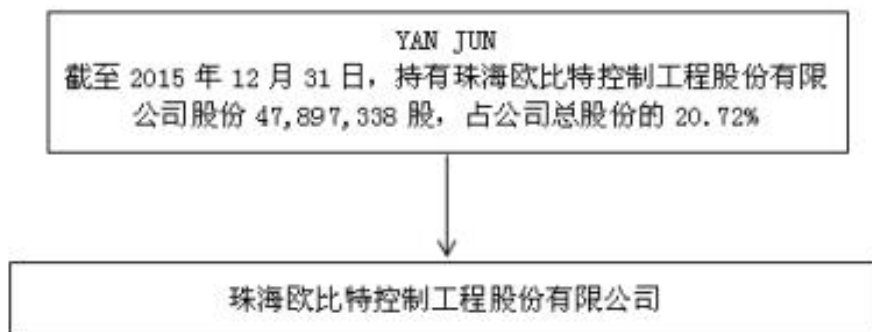 YAN JUN
截至 2015 年 12 月 31 日，持有珠海欧比特控制工程股份有限
公司股份 47,897,338 股，占公司总股份的 20.72%
珠海欧比特控制工程股份有限公司